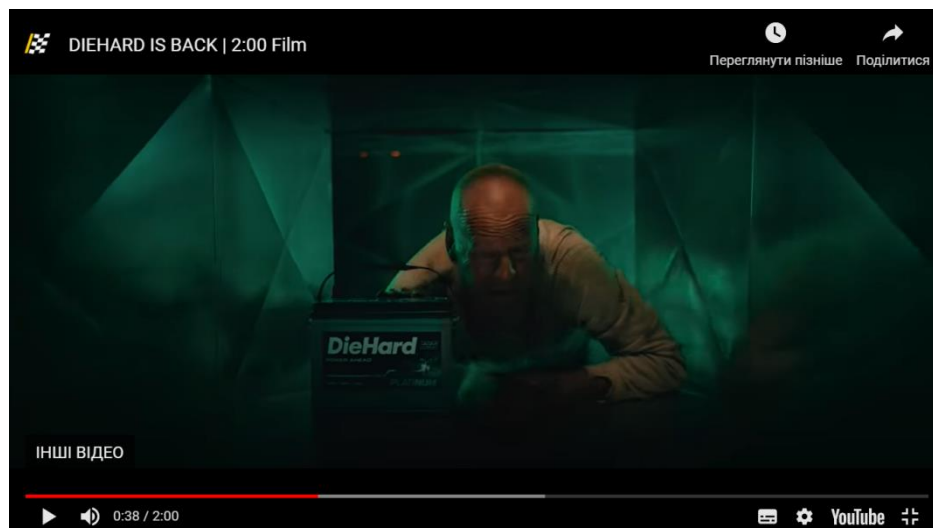 DIEHARD IS BACK | 2:00 Film
Переглянути пізніше
Поділитися
DieHard
PLATINUM
ІНШІ ВІДЕО
0:38 / 2:00
YouTube